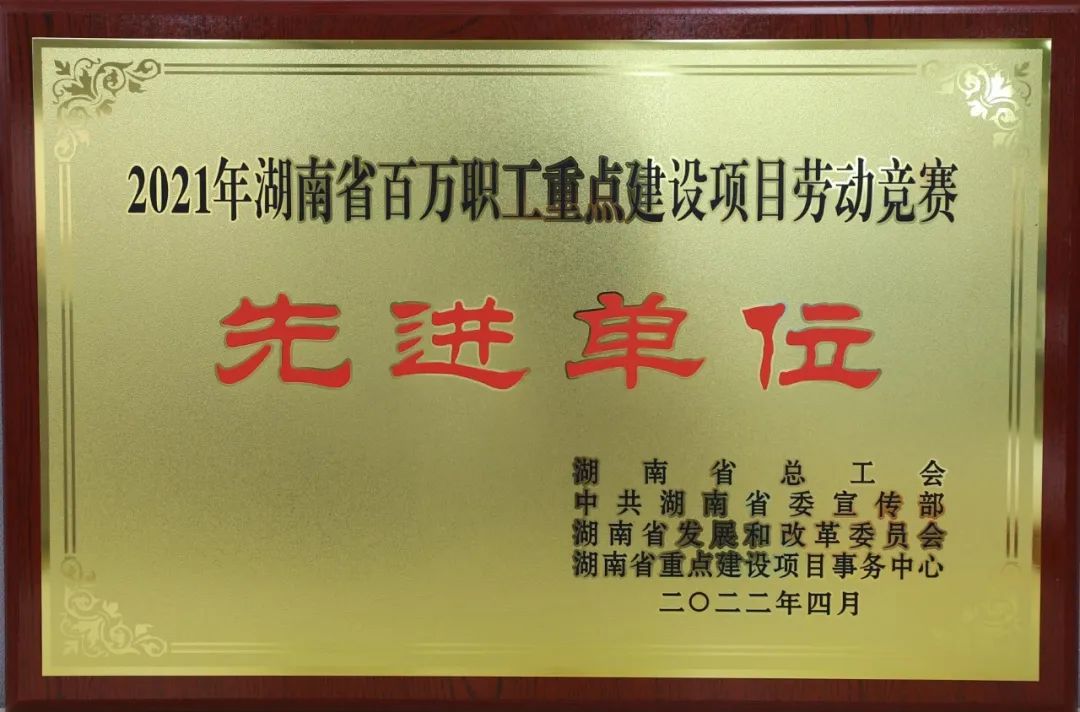 2021年湖南省百万职工重点建设项目劳动竞赛
先进单位
湖南省总工会
中共湖南省委宣传部
湖南省发展和改革委员会
湖南省重点建设项目事务中心
二〇二二年四月